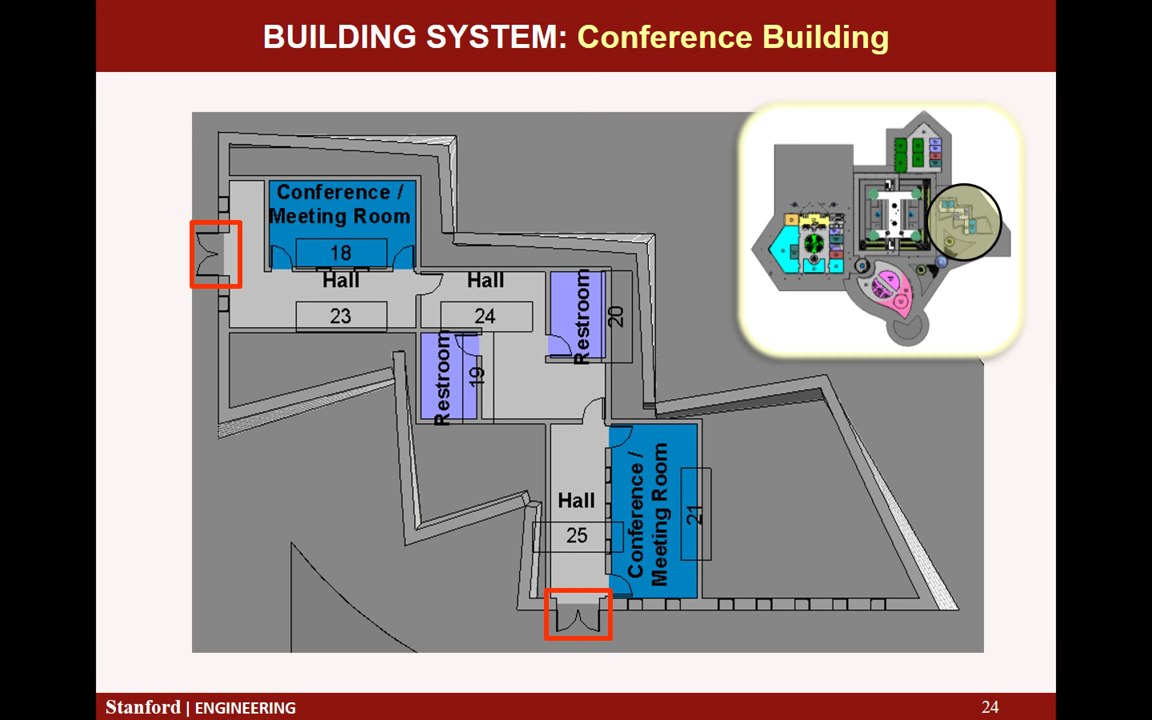 BUILDING SYSTEM: Conference Building
Conference /
Meeting Room
18
Hall
23
Hall
24
Restroom
20
Restroom
19
Hall
25
Conference /
Meeting Room
21
Stanford | ENGINEERING
24